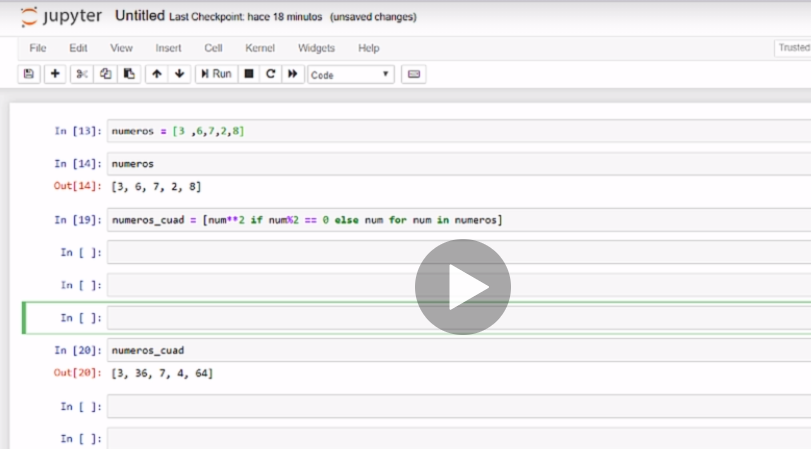 jupyter Untitled Last Checkpoint: hace 18 minutos (unsaved changes)
File Edit View Insert Cell Kernel Widgets Help Trusted
Run Code
In [13]: numeros = [3 ,6,7,2,8]
In [14]: numeros
Out[14]: [3, 6, 7, 2, 8]
In [19]: numeros_cuad = [num**2 if num%2 == 0 else num for num in numeros]
In [ ]:
In [ ]:
In [ ]:
In [20]: numeros_cuad
Out[20]: [3, 36, 7, 4, 64]
In [ ]:
In [ ]: